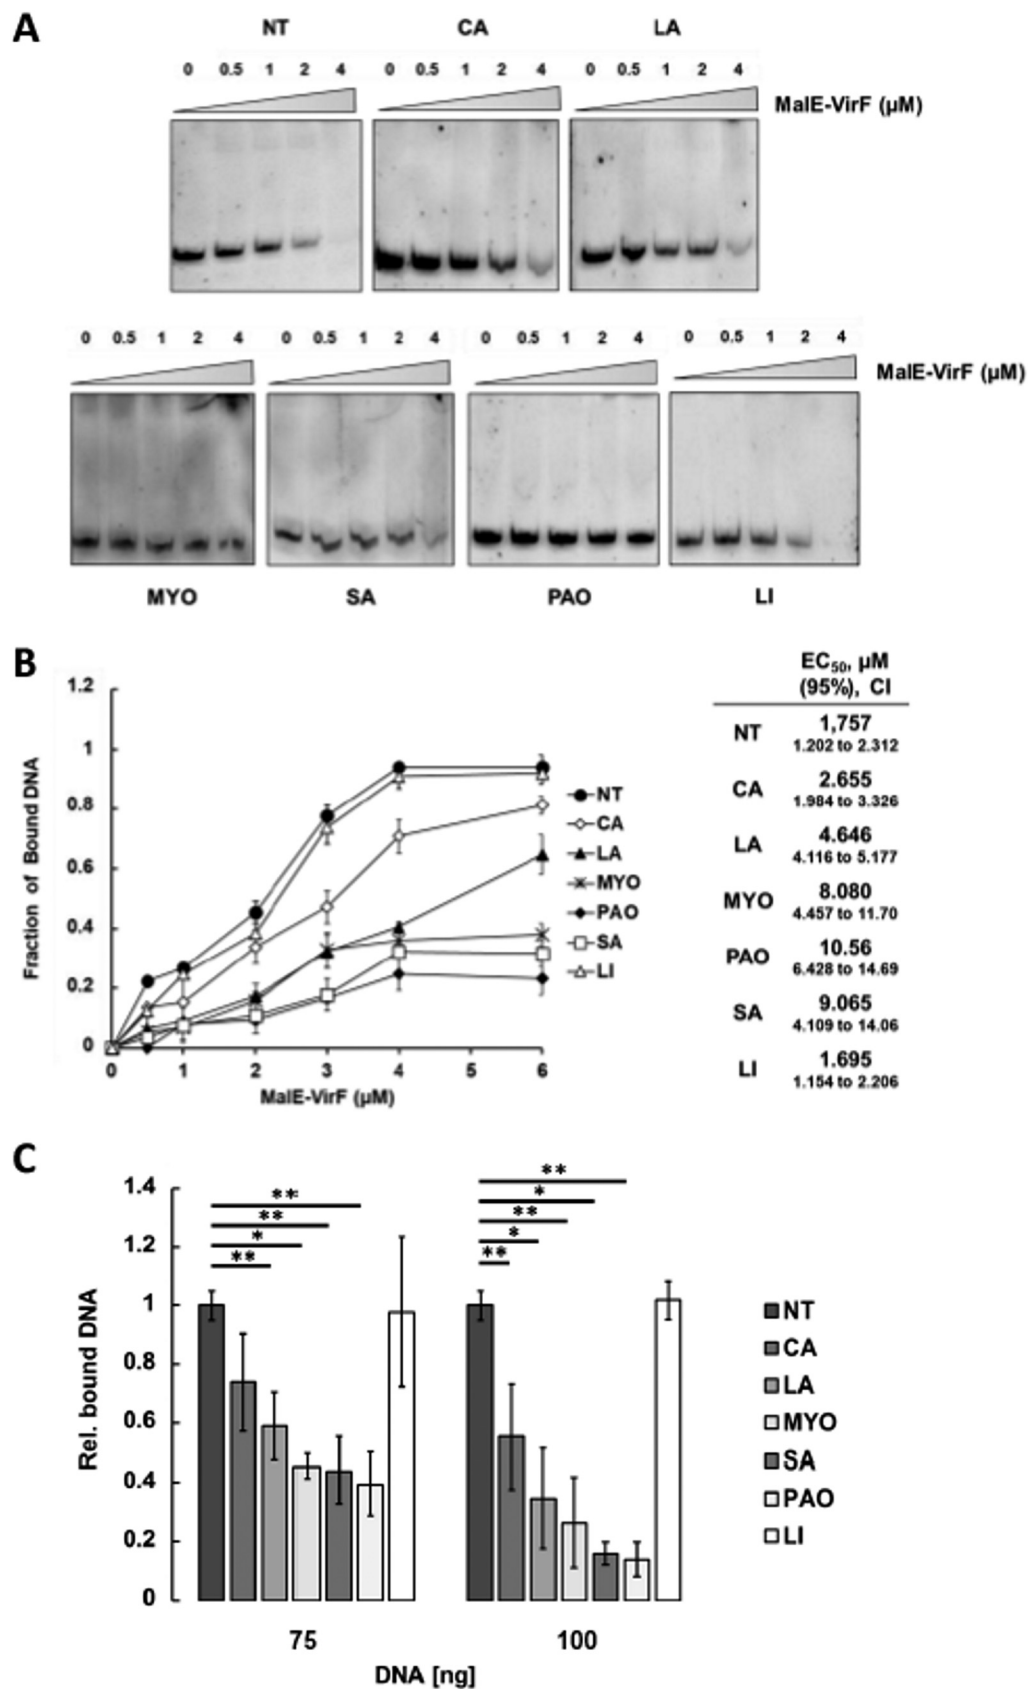 A
NT CA LA
0 0.5 1 2 4 0 0.5 1 2 4 0 0.5 1 2 4
MalE-VirF (µM)
0 0.5 1 2 4 0 0.5 1 2 4 0 0.5 1 2 4 0 0.5 1 2 4
MalE-VirF (µM)
MYO SA PAO LI
B
Fraction of Bound DNA
1.2
1
0.8
0.6
0.4
0.2
0
0 1 2 3 4 5 6
MalE-VirF (µM)
NT
CA
LA
MYO
PAO
SA
LI
EC50, µM
(95%), CI
NT 1,757
1.202 to 2.312
CA 2.655
1.984 to 3.326
LA 4.646
4.116 to 5.177
MYO 8.080
4.457 to 11.70
PAO 10.56
6.428 to 14.69
SA 9.065
4.109 to 14.06
LI 1.695
1.154 to 2.206
C
Rel. bound DNA
1.4
1.2
1
0.8
0.6
0.4
0.2
0
**
**
*
**
**
*
**
*
**
75 100
DNA [ng]
NT
CA
LA
MYO
SA
PAO
LI